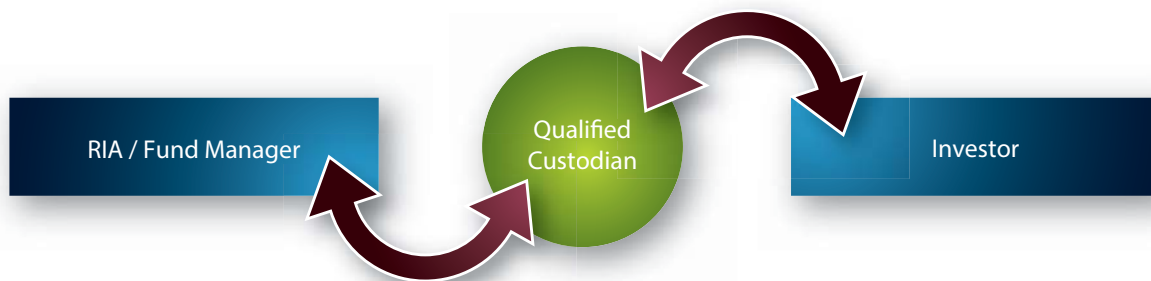 RIA / Fund Manager
Qualified
Custodian
Investor